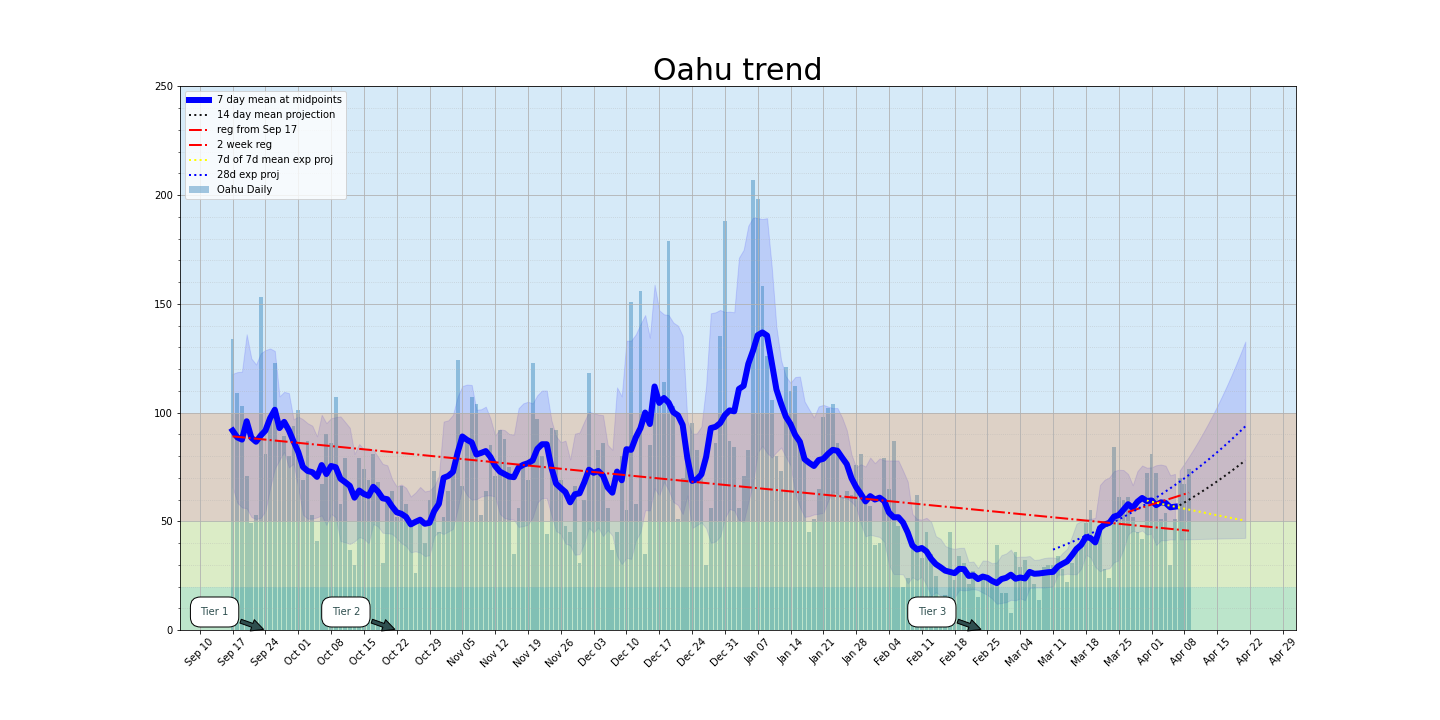 Oahu trend
250
200
150
100
50
0
7 day mean at midpoints
14 day mean projection
reg from Sep 17
2 week reg
7d of 7d mean exp proj
28d exp proj
Oahu Daily
Tier 1
Tier 2
Tier 3
Sep 10
Sep 17
Sep 24
Oct 01
Oct 08
Oct 15
Oct 22
Oct 29
Nov 05
Nov 12
Nov 19
Nov 26
Dec 03
Dec 10
Dec 17
Dec 24
Dec 31
Jan 07
Jan 14
Jan 21
Jan 28
Feb 04
Feb 11
Feb 18
Feb 25
Mar 04
Mar 11
Mar 18
Mar 25
Apr 01
Apr 08
Apr 15
Apr 22
Apr 29